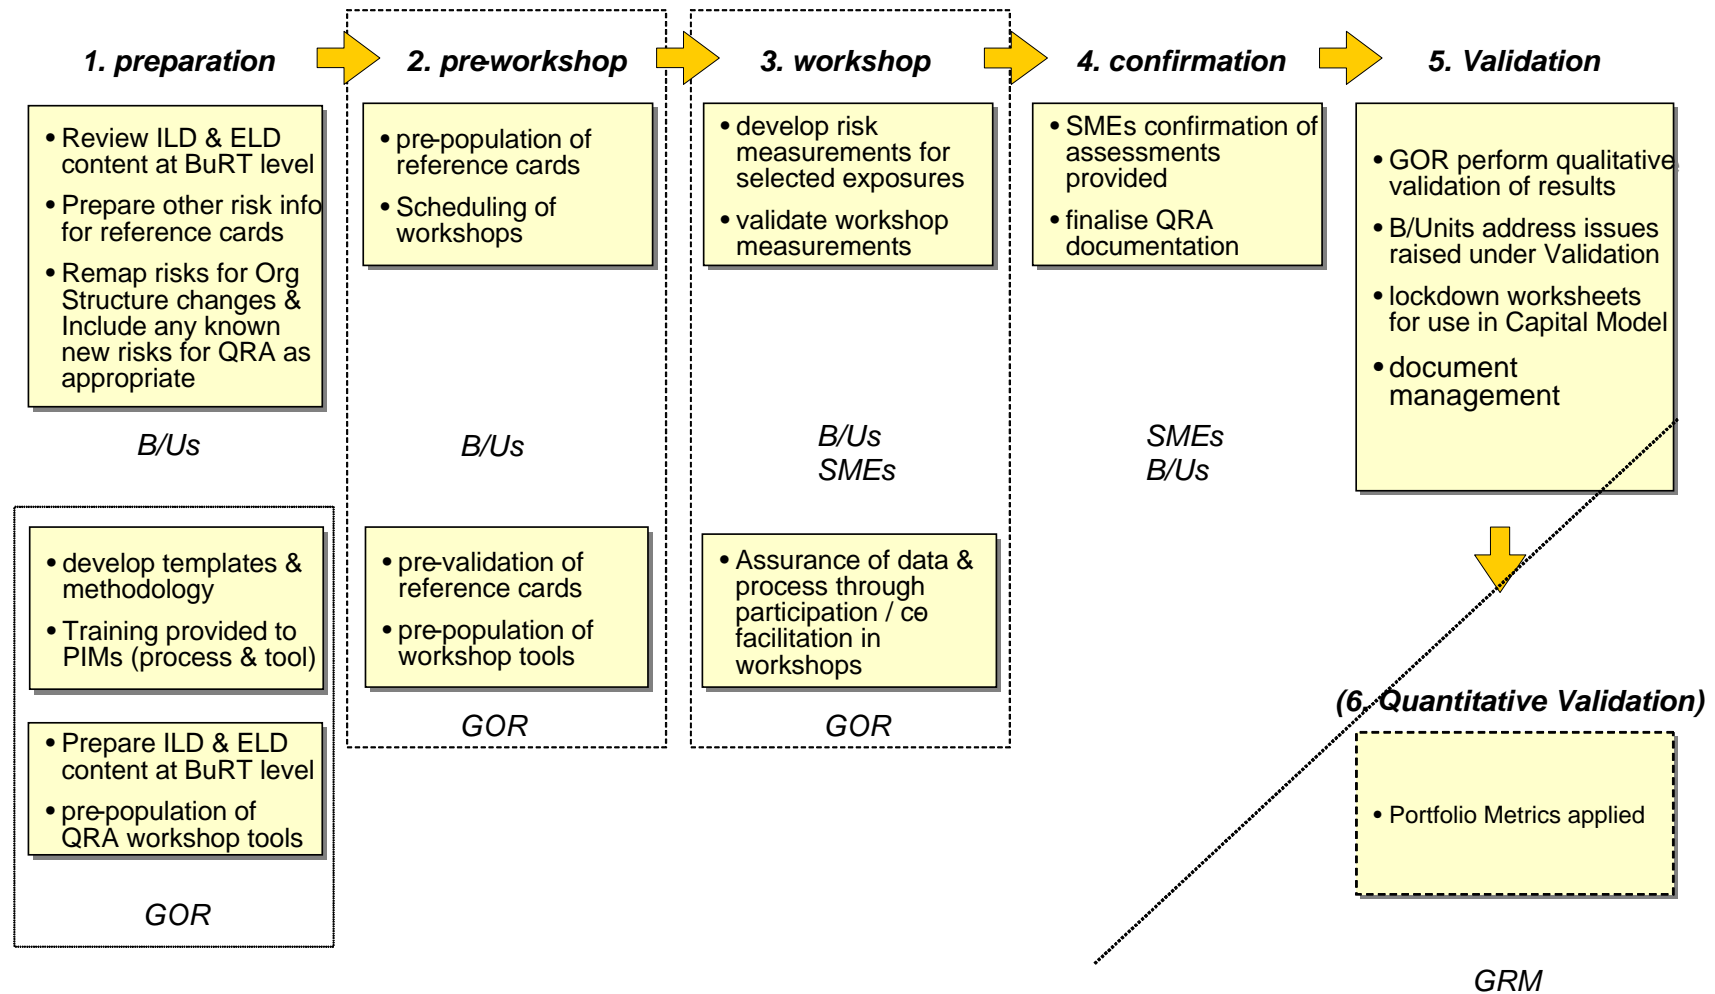 1. preparation
2. pre-workshop
3. workshop
4. confirmation
5. Validation
• Review ILD & ELD
content at BuRT level
• Prepare other risk info
for reference cards
• Remap risks for Org
Structure changes &
Include any known
new risks for QRA as
appropriate
B/Us
• pre-population of
reference cards
• Scheduling of
workshops
B/Us
• develop risk
measurements for
selected exposures
• validate workshop
measurements
B/Us
SMEs
• SMEs confirmation of
assessments
provided
• finalise QRA
documentation
SMEs
B/Us
• GOR perform qualitative
validation of results
• B/Units address issues
raised under Validation
• lockdown worksheets
for use in Capital Model
• document
management
• develop templates &
methodology
• Training provided to
PIMs (process & tool)
• Prepare ILD & ELD
content at BuRT level
• pre-population of
QRA workshop tools
GOR
• pre-validation of
reference cards
• pre-population of
workshop tools
GOR
• Assurance of data &
process through
participation / co-
facilitation in
workshops
GOR
(6. Quantitative Validation)
• Portfolio Metrics applied
GRM